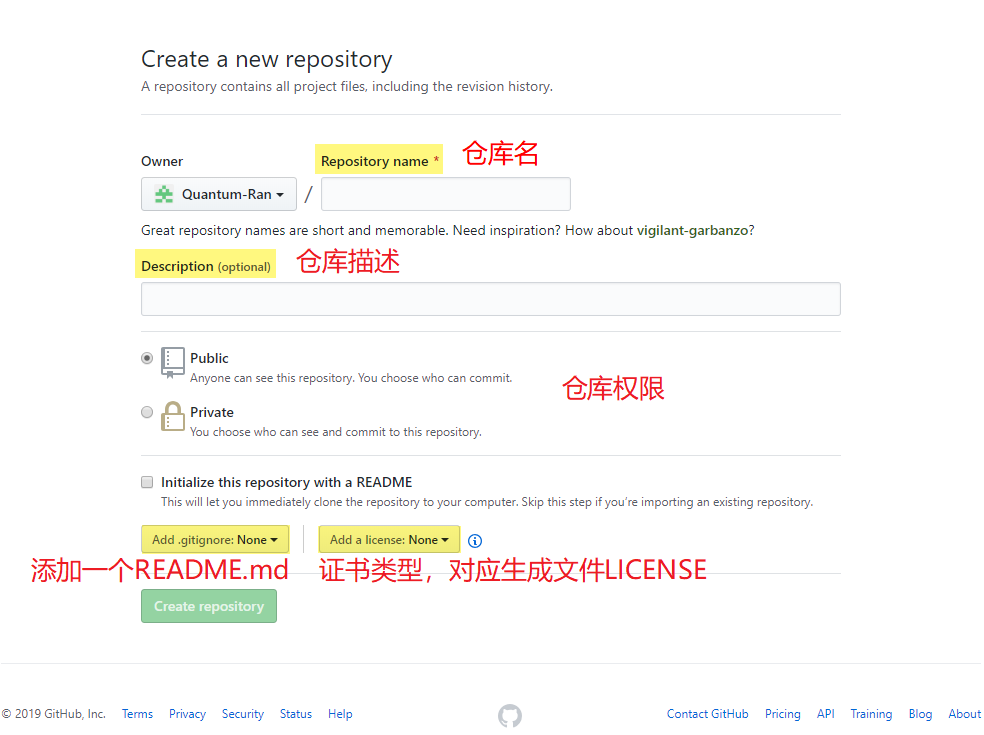 Create a new repository
A repository contains all project files, including the revision history.
Owner
Repository name * 仓库名
Quantum-Ran /
Great repository names are short and memorable. Need inspiration? How about vigilant-garbanzo?
Description (optional) 仓库描述
Public
Anyone can see this repository. You choose who can commit.
仓库权限
Private
You choose who can see and commit to this repository.
Initialize this repository with a README
This will let you immediately clone the repository to your computer. Skip this step if you’re importing an existing repository.
Add .gitignore: None Add a license: None
添加一个README.md 证书类型，对应生成文件LICENSE
Create repository
© 2019 GitHub, Inc. Terms Privacy Security Status Help Contact GitHub Pricing API Training Blog About